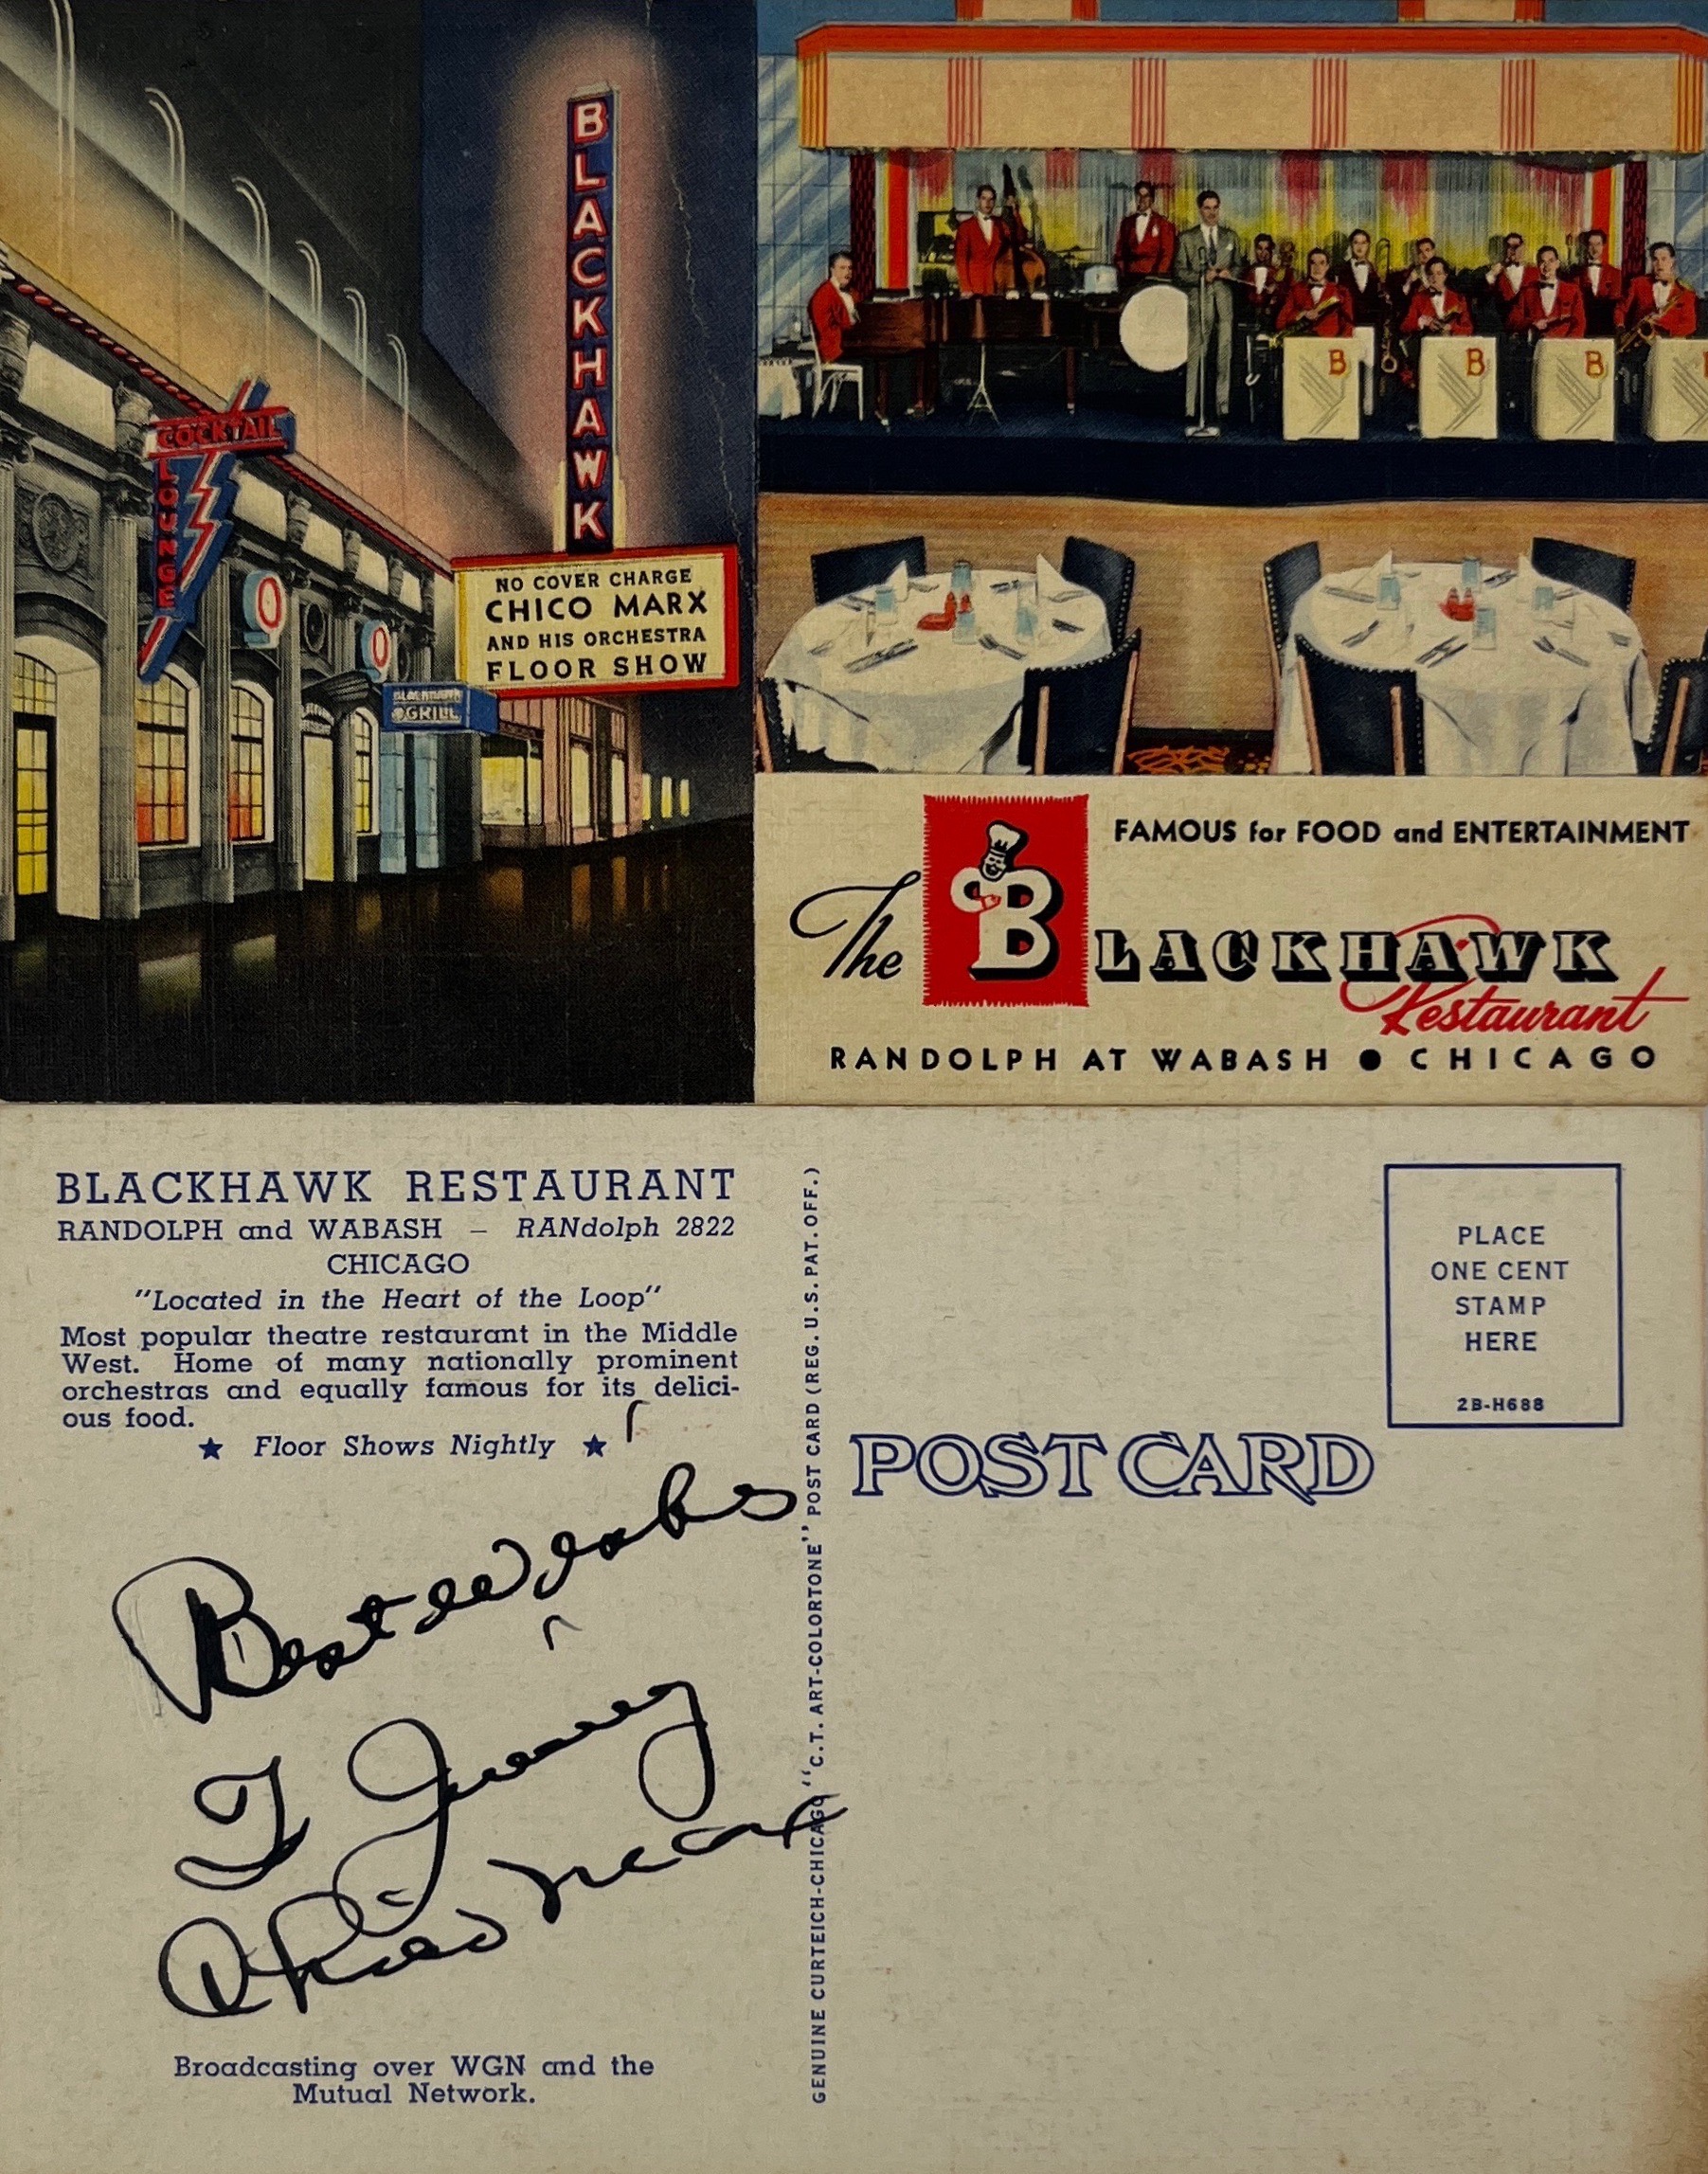 BLACKHAWK
COCKTAIL
LOUNGE
NO COVER CHARGE
CHICO MARX
AND HIS ORCHESTRA
FLOOR SHOW
BLACKHAWK
GRILL
B B B
FAMOUS for FOOD and ENTERTAINMENT
The BLACKHAWK
Restaurant
RANDOLPH AT WABASH ● CHICAGO
BLACKHAWK RESTAURANT
RANDOLPH and WABASH – RANdolph 2822
CHICAGO
"Located in the Heart of the Loop"
Most popular theatre restaurant in the Middle
West. Home of many nationally prominent
orchestras and equally famous for its delici-
ous food.
★ Floor Shows Nightly ★
Best Wishes
To Jimmy
Chico Marx
Broadcasting over WGN and the
Mutual Network.
GENUINE CURTEICH-CHICAGO "C.T. ART-COLORTONE" POST CARD (REG. U.S. PAT. OFF.)
POST CARD
PLACE
ONE CENT
STAMP
HERE
2B-H688